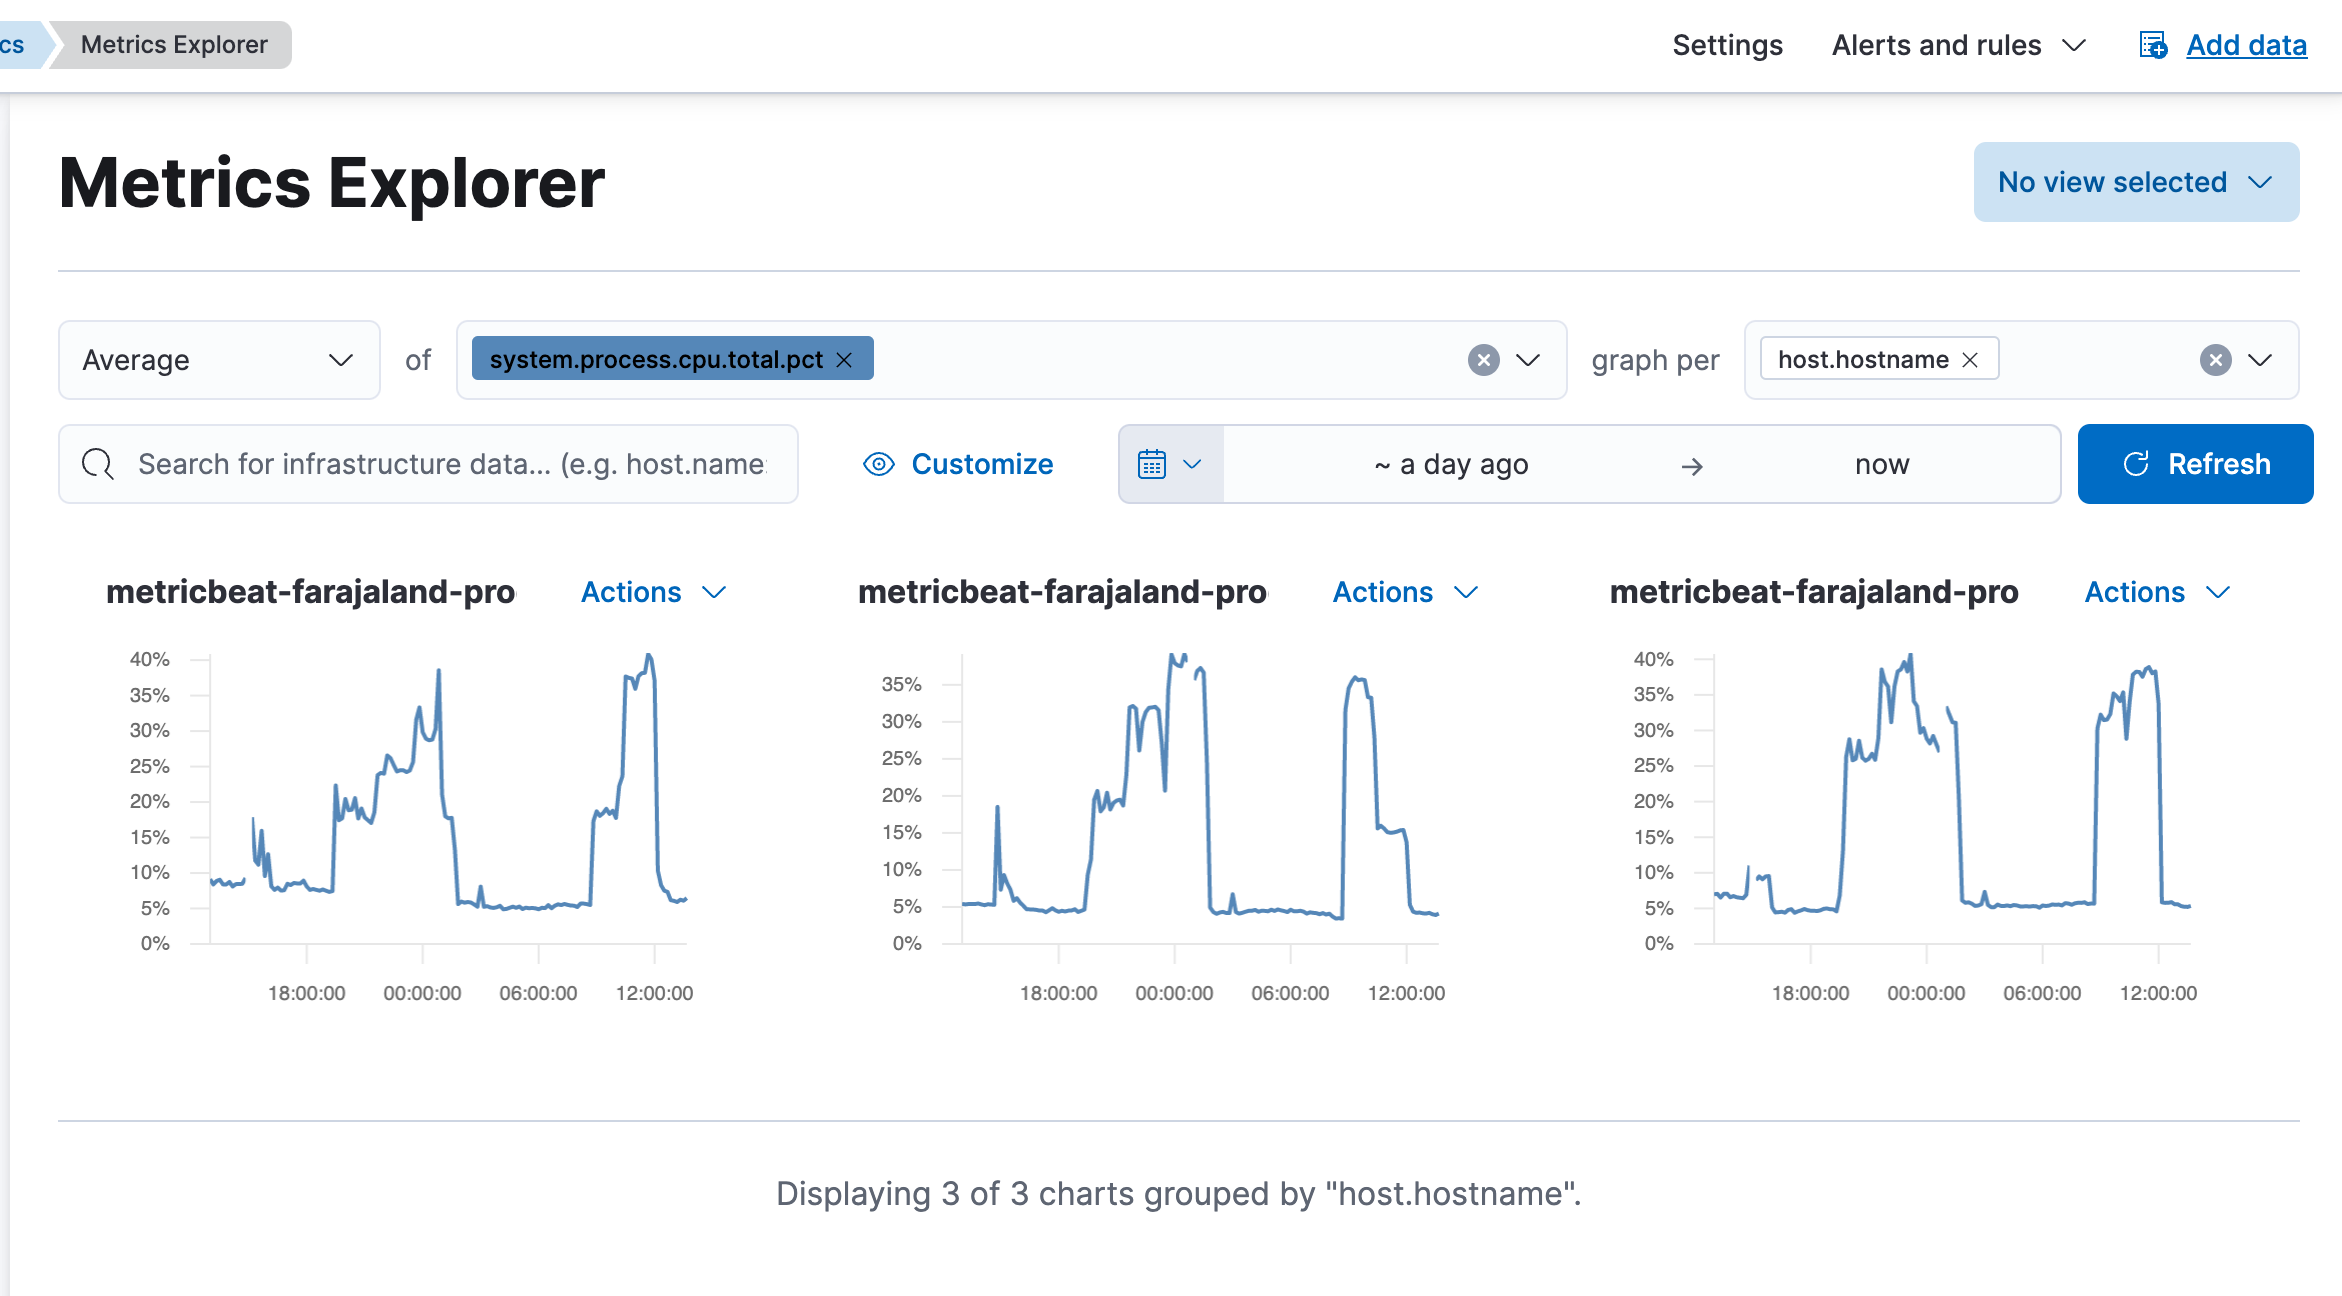 cs Metrics Explorer Settings Alerts and rules Add data
Metrics Explorer No view selected
Average of system.process.cpu.total.pct graph per host.hostname
Search for infrastructure data... (e.g. host.name: Customize ~ a day ago → now Refresh
metricbeat-farajaland-pro Actions metricbeat-farajaland-pro Actions metricbeat-farajaland-pro Actions
40%
35%
30%
25%
20%
15%
10%
5%
0%
18:00:00 00:00:00 06:00:00 12:00:00
35%
30%
25%
20%
15%
10%
5%
0%
18:00:00 00:00:00 06:00:00 12:00:00
40%
35%
30%
25%
20%
15%
10%
5%
0%
18:00:00 00:00:00 06:00:00 12:00:00
Displaying 3 of 3 charts grouped by "host.hostname".